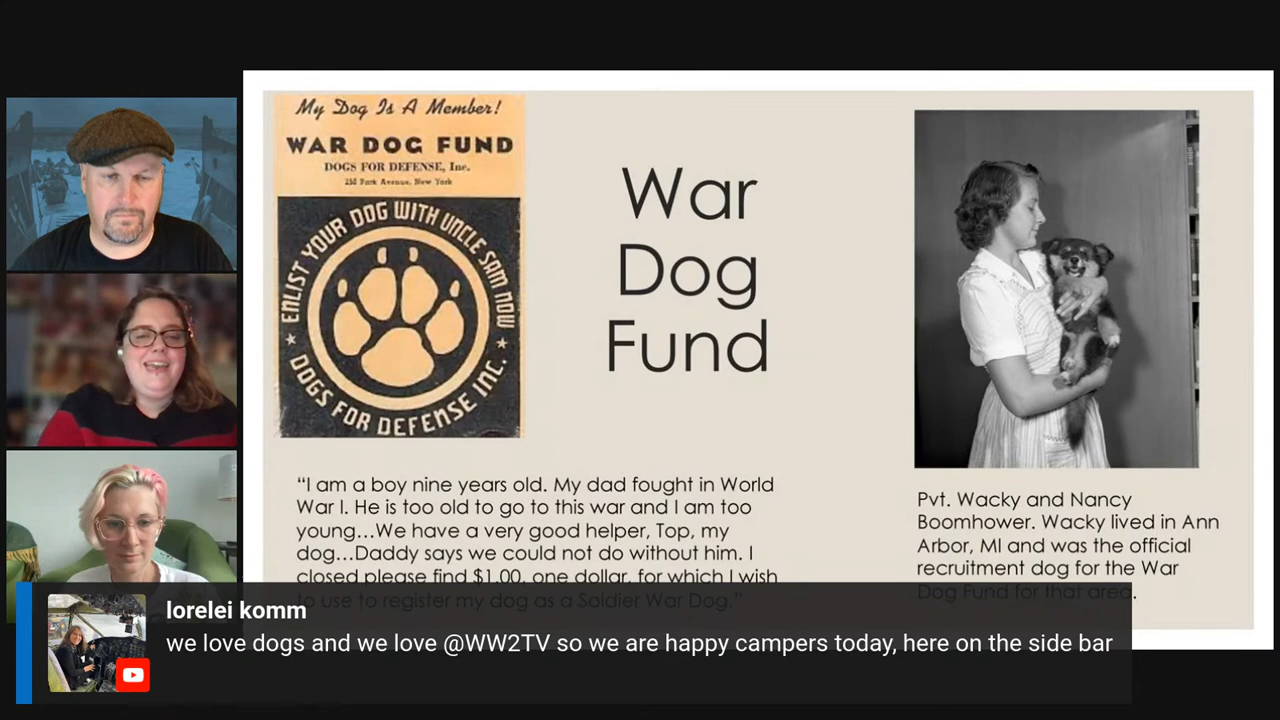 My Dog Is A Member!
WAR DOG FUND
DOGS FOR DEFENSE, Inc.
250 Park Avenue, New York
ENLIST YOUR DOG WITH UNCLE SAM NOW
★ DOGS FOR DEFENSE INC. ★
War
Dog
Fund
“I am a boy nine years old. My dad fought in World
War I. He is too old to go to this war and I am too
young…We have a very good helper, Top, my
dog…Daddy says we could not do without him. I
closed please find $1.00, one dollar, for which I wish
to use to register my dog as a Soldier War Dog.”
Pvt. Wacky and Nancy
Boomhower. Wacky lived in Ann
Arbor, MI and was the official
recruitment dog for the War
Dog Fund for that area.
lorelei komm
we love dogs and we love @WW2TV so we are happy campers today, here on the side bar